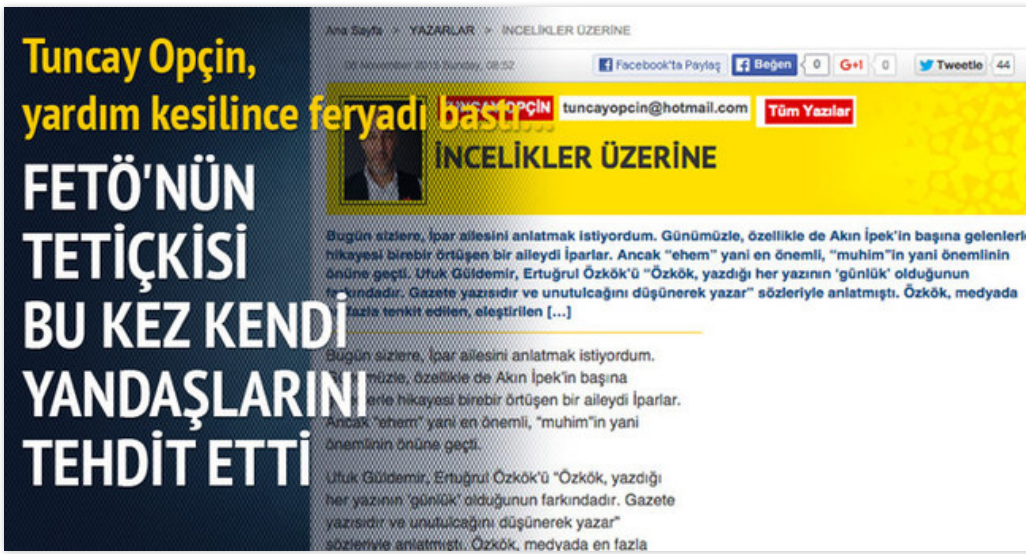 Tuncay Opçin,
yardım kesilince feryadı bastı...
FETÖ'NÜN
TETİÇKİSİ
BU KEZ KENDİ
YANDAŞLARINI
TEHDİT ETTİ
Ana Sayfa > YAZARLAR > İNCELİKLER ÜZERİNE
08 November 2015 Sunday, 08:52
Facebook'ta Paylaş Beğen 0 G+1 0 Tweetle 44
TUNCAY OPÇİN tuncayopcin@hotmail.com Tüm Yazılar
İNCELİKLER ÜZERİNE
Bugün sizlere, İpar ailesini anlatmak istiyordum. Günümüzle, özellikle de Akın İpek'in başına gelenlerle
hikayesi birebir örtüşen bir aileydi İparlar. Ancak "ehem" yani en önemli, "muhim"in yani önemlinin
önüne geçti. Ufuk Güldemir, Ertuğrul Özkök'ü "Özkök, yazdığı her yazının 'günlük' olduğunun
farkındadır. Gazete yazısıdır ve unutulcağını düşünerek yazar" sözleriyle anlatmıştı. Özkök, medyada
fazla tenkit edilen, eleştirilen [...]
Bugün sizlere, İpar ailesini anlatmak istiyordum.
özellikle de Akın İpek'in başına
hikayesi birebir örtüşen bir aileydi İparlar.
Ancak "ehem" yani en önemli, "muhim"in yani
önemlinin önüne geçti.
Ufuk Güldemir, Ertuğrul Özkök'ü "Özkök, yazdığı
her yazının 'günlük' olduğunun farkındadır. Gazete
yazısıdır ve unutulcağını düşünerek yazar"
sözleriyle anlatmıştı. Özkök, medyada en fazla